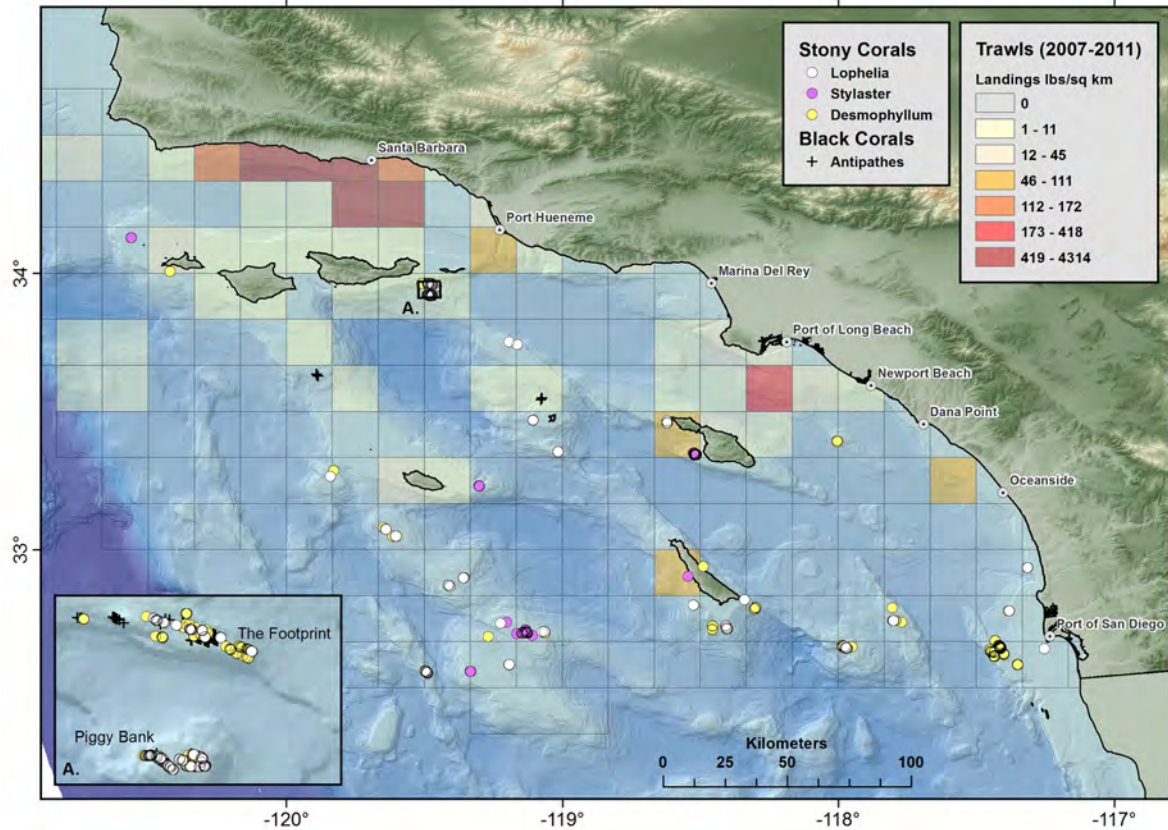 Stony Corals
Lophelia
Stylaster
Desmophyllum
Black Corals
Antipathes
Trawls (2007-2011)
Landings lbs/sq km
0
1 - 11
12 - 45
46 - 111
112 - 172
173 - 418
419 - 4314
Santa Barbara
Port Hueneme
34°
Marina Del Rey
A.
Port of Long Beach
Newport Beach
Dana Point
Oceanside
33°
The Footprint
Port of San Diego
Piggy Bank
A.
Kilometers
0 25 50 100
-120° -119° -118° -117°